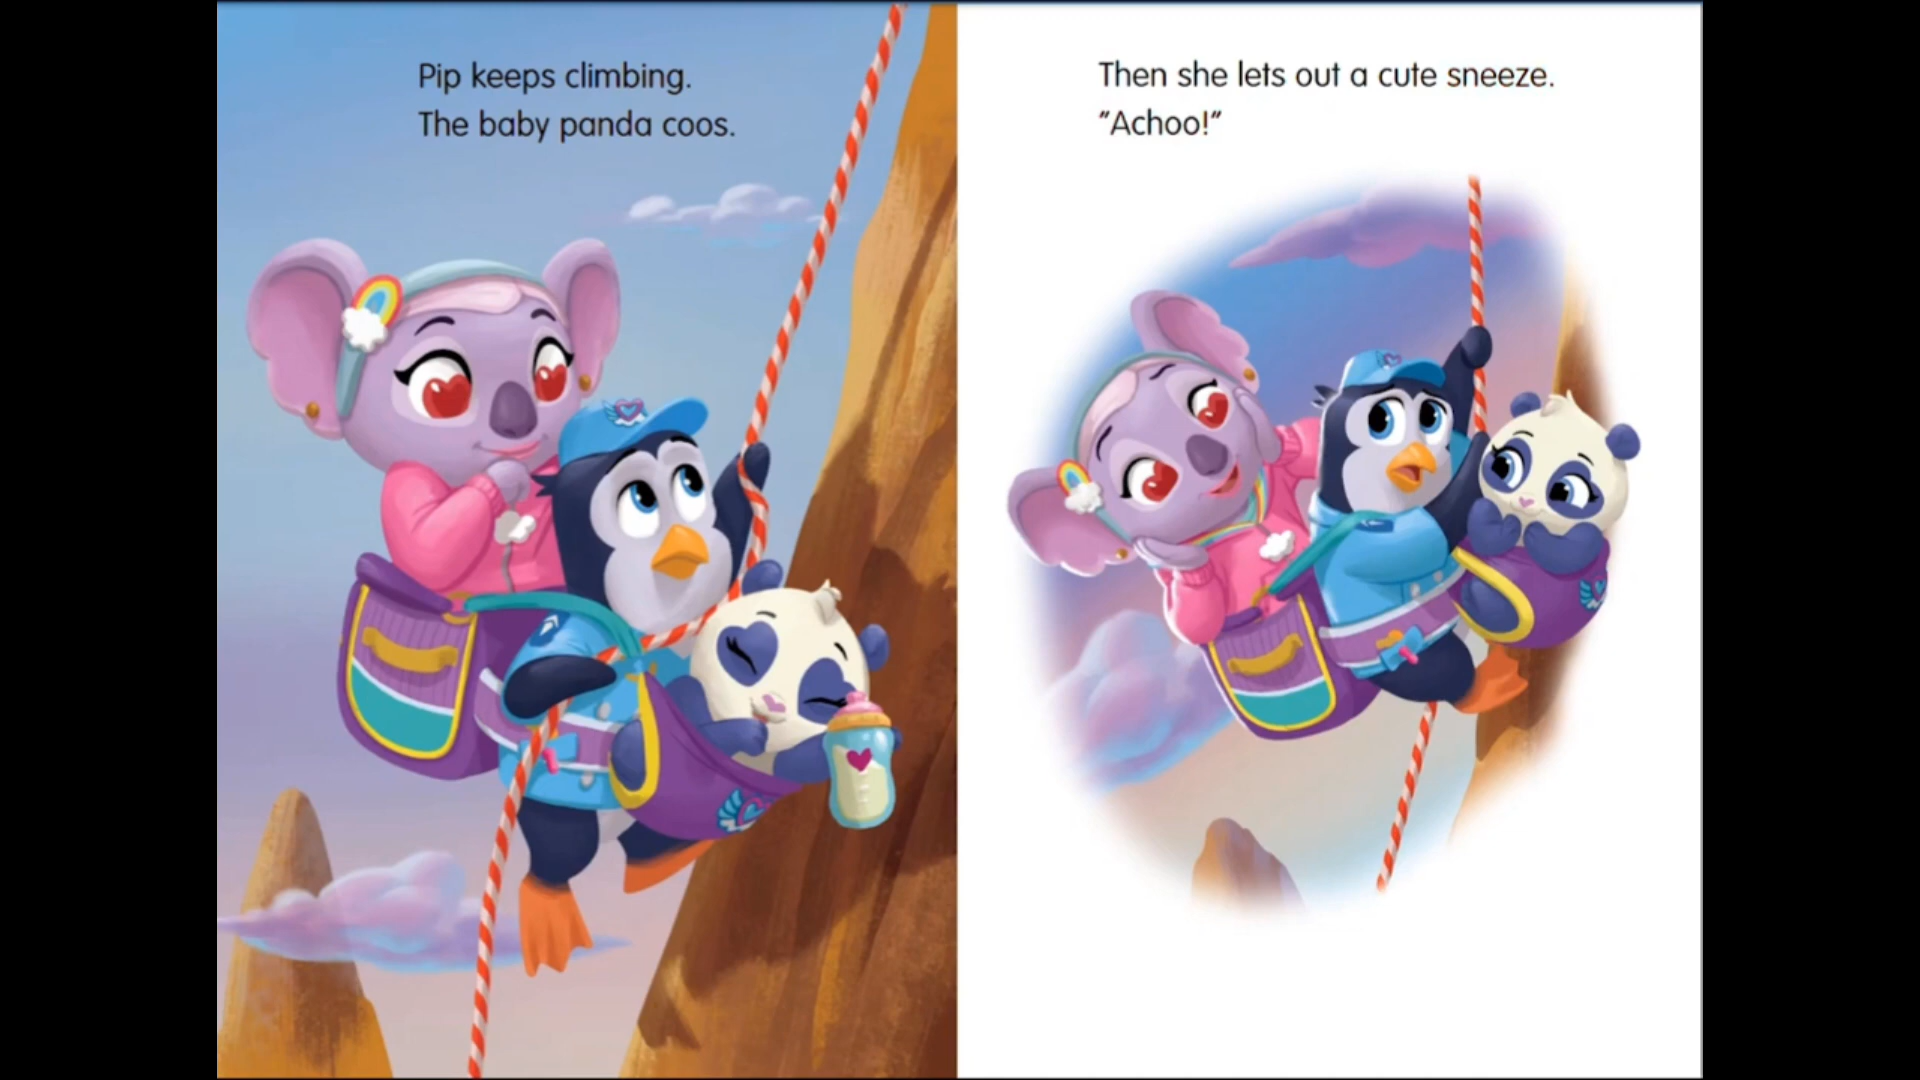 Pip keeps climbing.
The baby panda coos.
Then she lets out a cute sneeze.
"Achoo!"